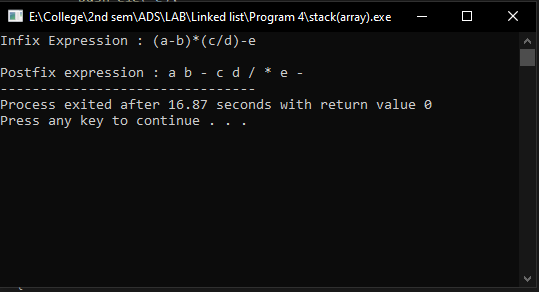 E:\College\2nd sem\ADS\LAB\Linked list\Program 4\stack(array).exe
Infix Expression : (a-b)*(c/d)-e
Postfix expression : a b - c d / * e -
--------------------------------
Process exited after 16.87 seconds with return value 0
Press any key to continue . . .